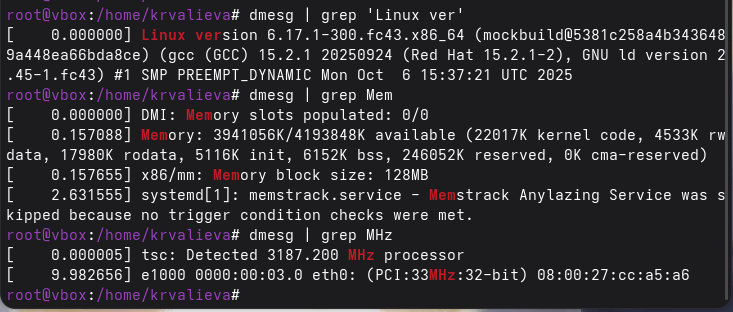 root@vbox:/home/krvalieva# dmesg | grep 'Linux ver'
[    0.000000] Linux version 6.17.1-300.fc43.x86_64 (mockbuild@5381c258a4b343648
9a448ea66bda8ce) (gcc (GCC) 15.2.1 20250924 (Red Hat 15.2.1-2), GNU ld version 2
.45-1.fc43) #1 SMP PREEMPT_DYNAMIC Mon Oct  6 15:37:21 UTC 2025
root@vbox:/home/krvalieva# dmesg | grep Mem
[    0.000000] DMI: Memory slots populated: 0/0
[    0.157088] Memory: 3941056K/4193848K available (22017K kernel code, 4533K rw
data, 17980K rodata, 5116K init, 6152K bss, 246052K reserved, 0K cma-reserved)
[    0.157655] x86/mm: Memory block size: 128MB
[    2.631555] systemd[1]: memstrack.service - Memstrack Anylazing Service was s
kipped because no trigger condition checks were met.
root@vbox:/home/krvalieva# dmesg | grep MHz
[    0.000005] tsc: Detected 3187.200 MHz processor
[    9.982656] e1000 0000:00:03.0 eth0: (PCI:33MHz:32-bit) 08:00:27:cc:a5:a6
root@vbox:/home/krvalieva#